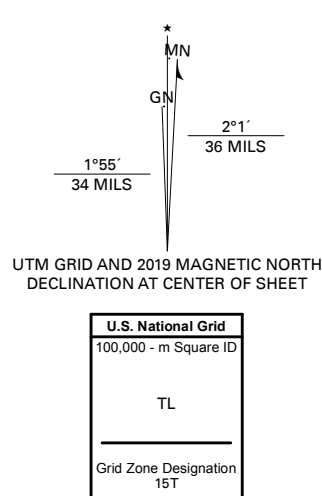 MN
GN
2°1´
36 MILS
1°55´
34 MILS
UTM GRID AND 2019 MAGNETIC NORTH
DECLINATION AT CENTER OF SHEET
U.S. National Grid
100,000 - m Square ID
TL
Grid Zone Designation
15T